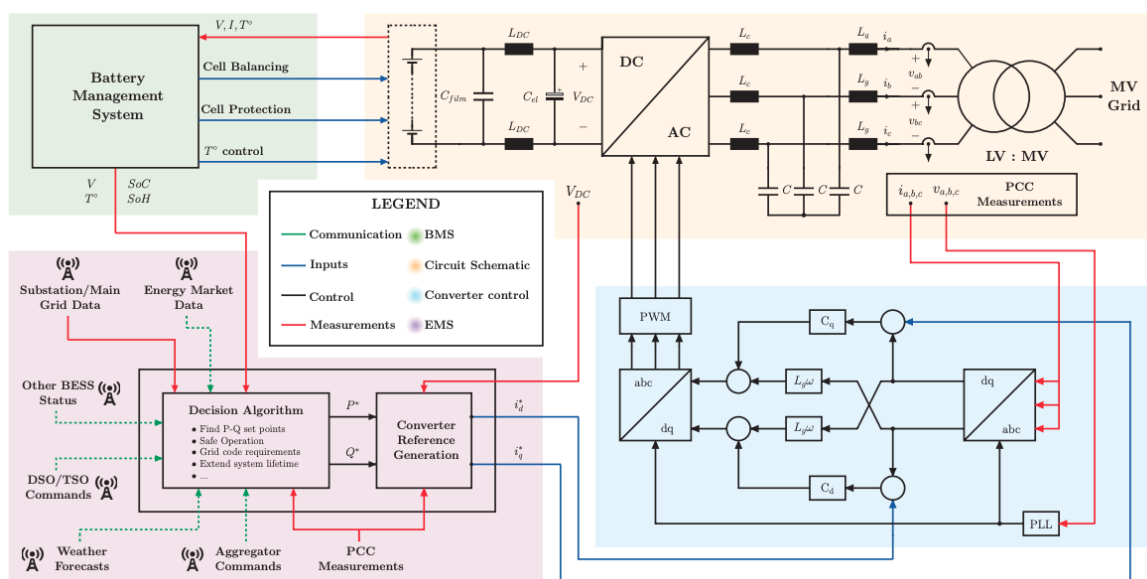 V, I, T°
Battery
Management
System
Cell Balancing
Cell Protection
T° control
V SoC
T° SoH
L_DC
C_film
C_el
+
V_DC
−
L_DC
DC
AC
L_c
L_c
L_c
L_g
L_g
L_g
i_a
+
v_ab
i_b
−
+
v_bc
i_c
−
C
C
C
MV
Grid
LV : MV
i_a,b,c
v_a,b,c
PCC
Measurements
V_DC
LEGEND
Communication
BMS
Inputs
Circuit Schematic
Control
Converter control
Measurements
EMS
Substation/Main
Grid Data
Energy Market
Data
Other BESS
Status
DSO/TSO
Commands
Weather
Forecasts
Aggregator
Commands
PCC
Measurements
Decision Algorithm
● Find P-Q set points
● Safe Operation
● Grid code requirements
● Extend system lifetime
● ...
P*
Q*
Converter
Reference
Generation
i_d*
i_q*
PWM
abc
dq
C_q
L_gω
L_gω
C_d
dq
abc
PLL